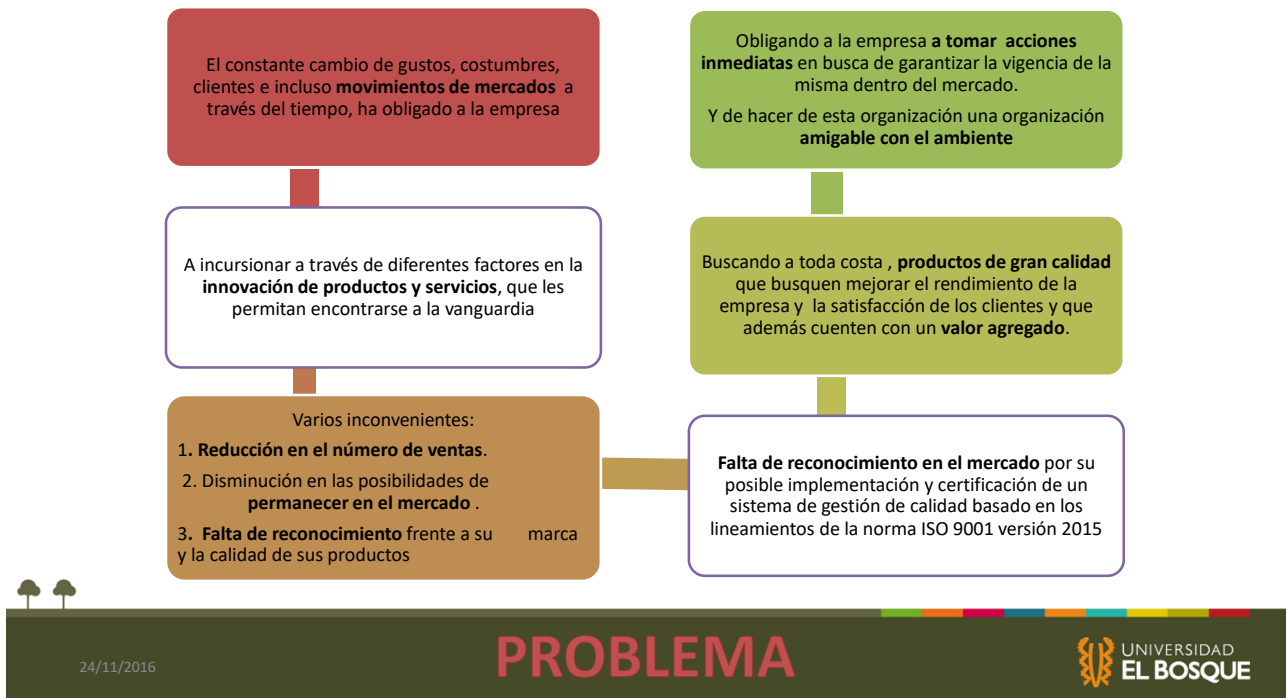 El constante cambio de gustos, costumbres,
clientes e incluso movimientos de mercados a
través del tiempo, ha obligado a la empresa
A incursionar a través de diferentes factores en la
innovación de productos y servicios, que les
permitan encontrarse a la vanguardia
Varios inconvenientes:
1. Reducción en el número de ventas.
2. Disminución en las posibilidades de
permanecer en el mercado .
3. Falta de reconocimiento frente a su marca
y la calidad de sus productos
Falta de reconocimiento en el mercado por su
posible implementación y certificación de un
sistema de gestión de calidad basado en los
lineamientos de la norma ISO 9001 versión 2015
Buscando a toda costa , productos de gran calidad
que busquen mejorar el rendimiento de la
empresa y la satisfacción de los clientes y que
además cuenten con un valor agregado.
Obligando a la empresa a tomar acciones
inmediatas en busca de garantizar la vigencia de la
misma dentro del mercado.
Y de hacer de esta organización una organización
amigable con el ambiente
24/11/2016
PROBLEMA
UNIVERSIDAD
EL BOSQUE